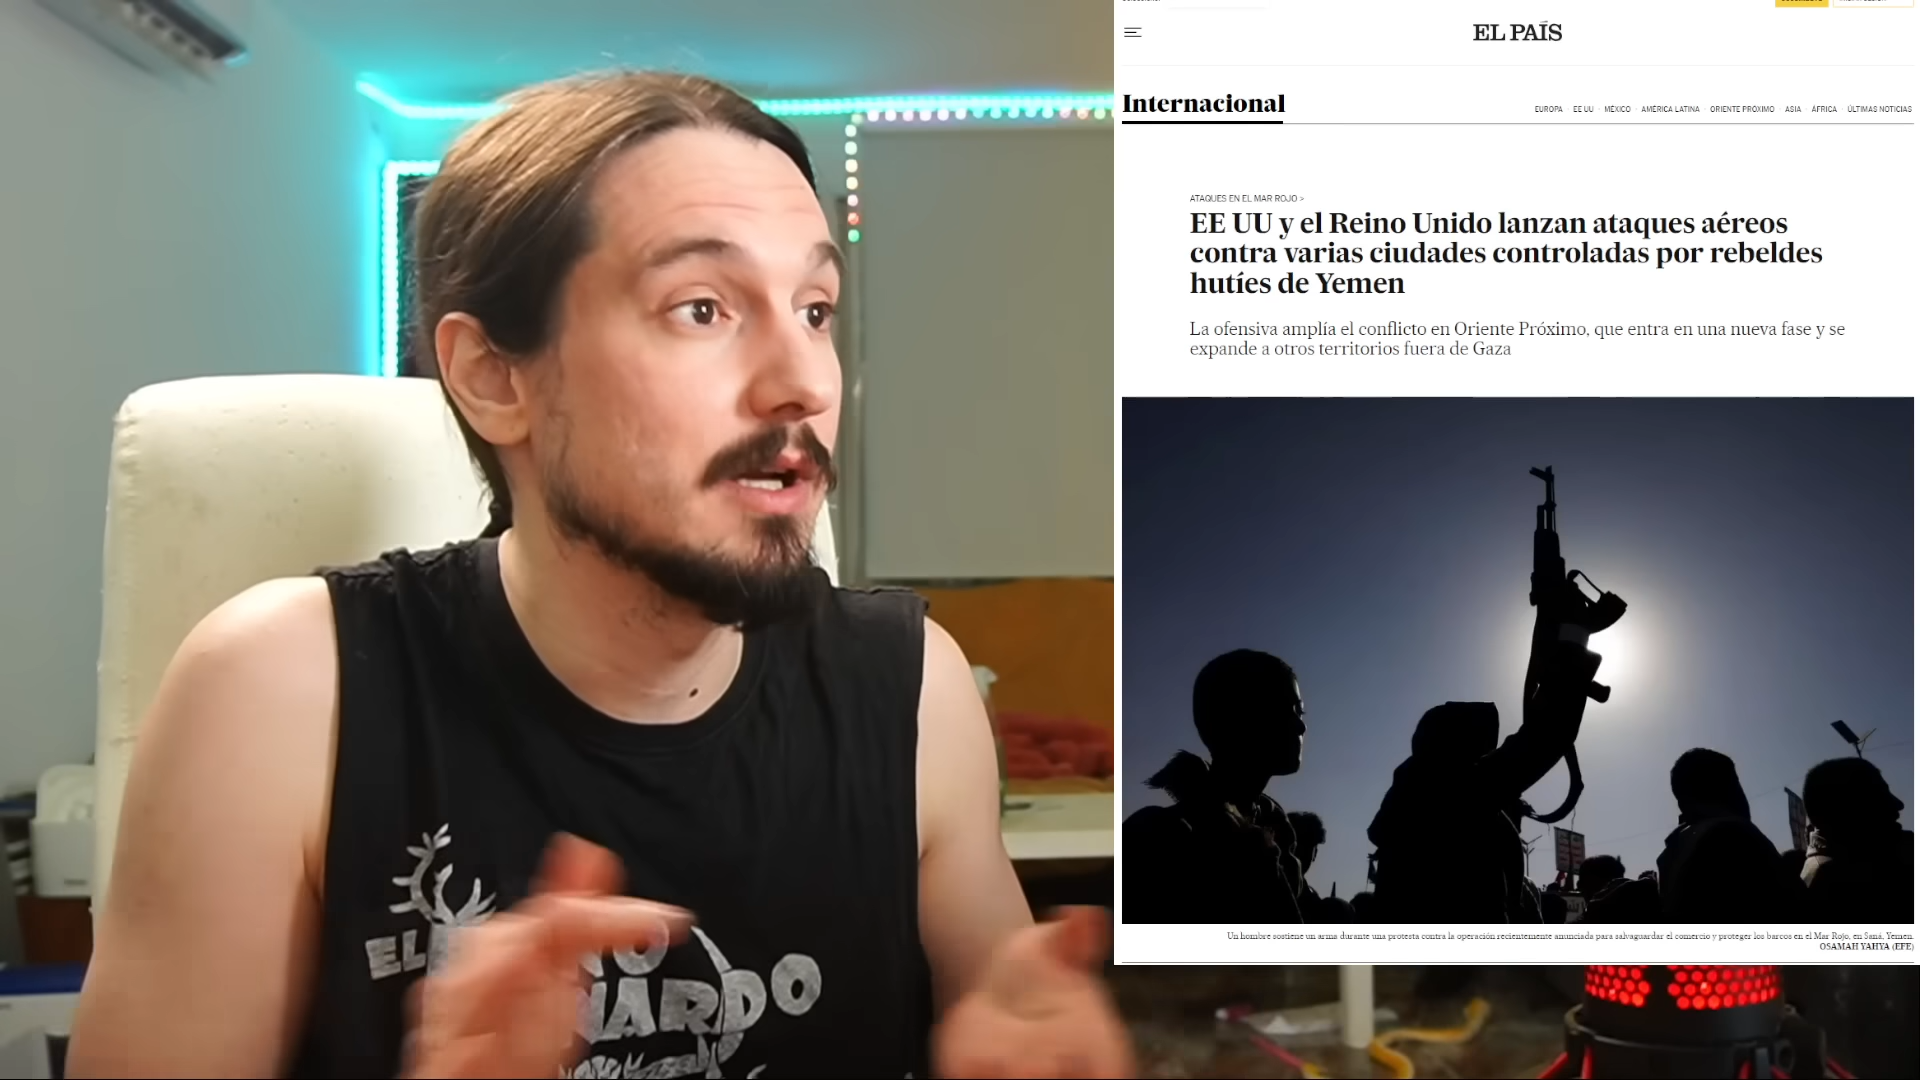 EL PAÍS
Internacional
EUROPA · EE UU · MÉXICO · AMÉRICA LATINA · ORIENTE PRÓXIMO · ASIA · ÁFRICA · ÚLTIMAS NOTICIAS
ATAQUES EN EL MAR ROJO >
EE UU y el Reino Unido lanzan ataques aéreos
contra varias ciudades controladas por rebeldes
hutíes de Yemen
La ofensiva amplía el conflicto en Oriente Próximo, que entra en una nueva fase y se
expande a otros territorios fuera de Gaza
Un hombre sostiene un arma durante una protesta contra la operación recientemente anunciada para salvaguardar el comercio y proteger los barcos en el Mar Rojo, en Saná, Yemen.
OSAMAH YAHYA (EFE)
EL